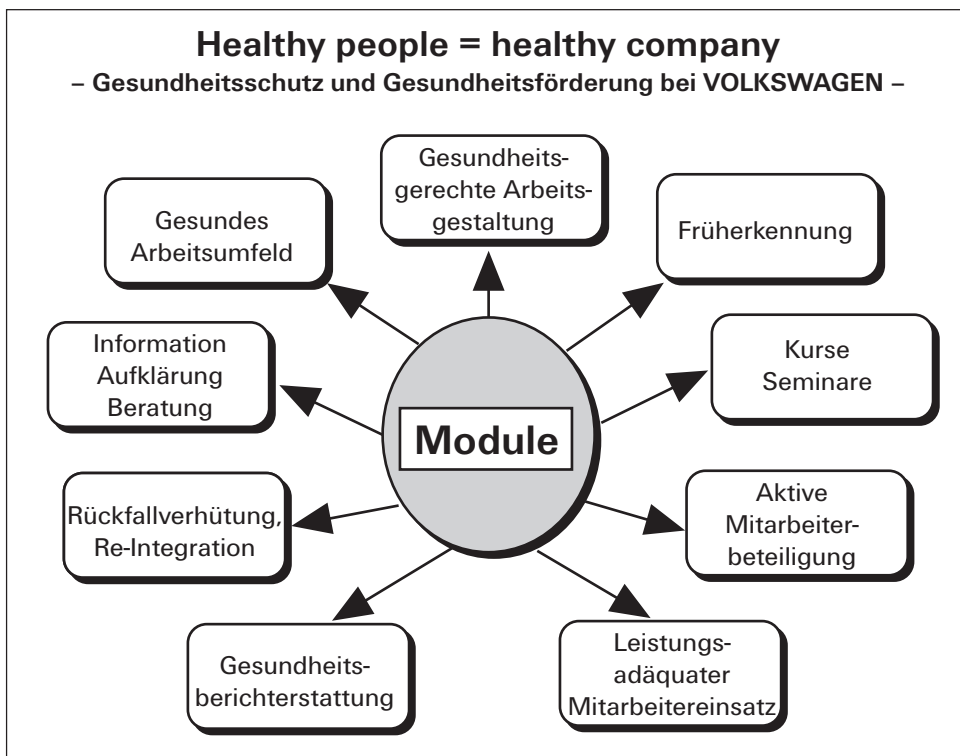 Healthy people = healthy company
– Gesundheitsschutz und Gesundheitsförderung bei VOLKSWAGEN –
Gesundheits-
gerechte Arbeits-
gestaltung
Gesundes
Arbeitsumfeld
Früherkennung
Information
Aufklärung
Beratung
Kurse
Seminare
Module
Rückfallverhütung,
Re-Integration
Aktive
Mitarbeiter-
beteiligung
Gesundheits-
berichterstattung
Leistungs-
adäquater
Mitarbeitereinsatz